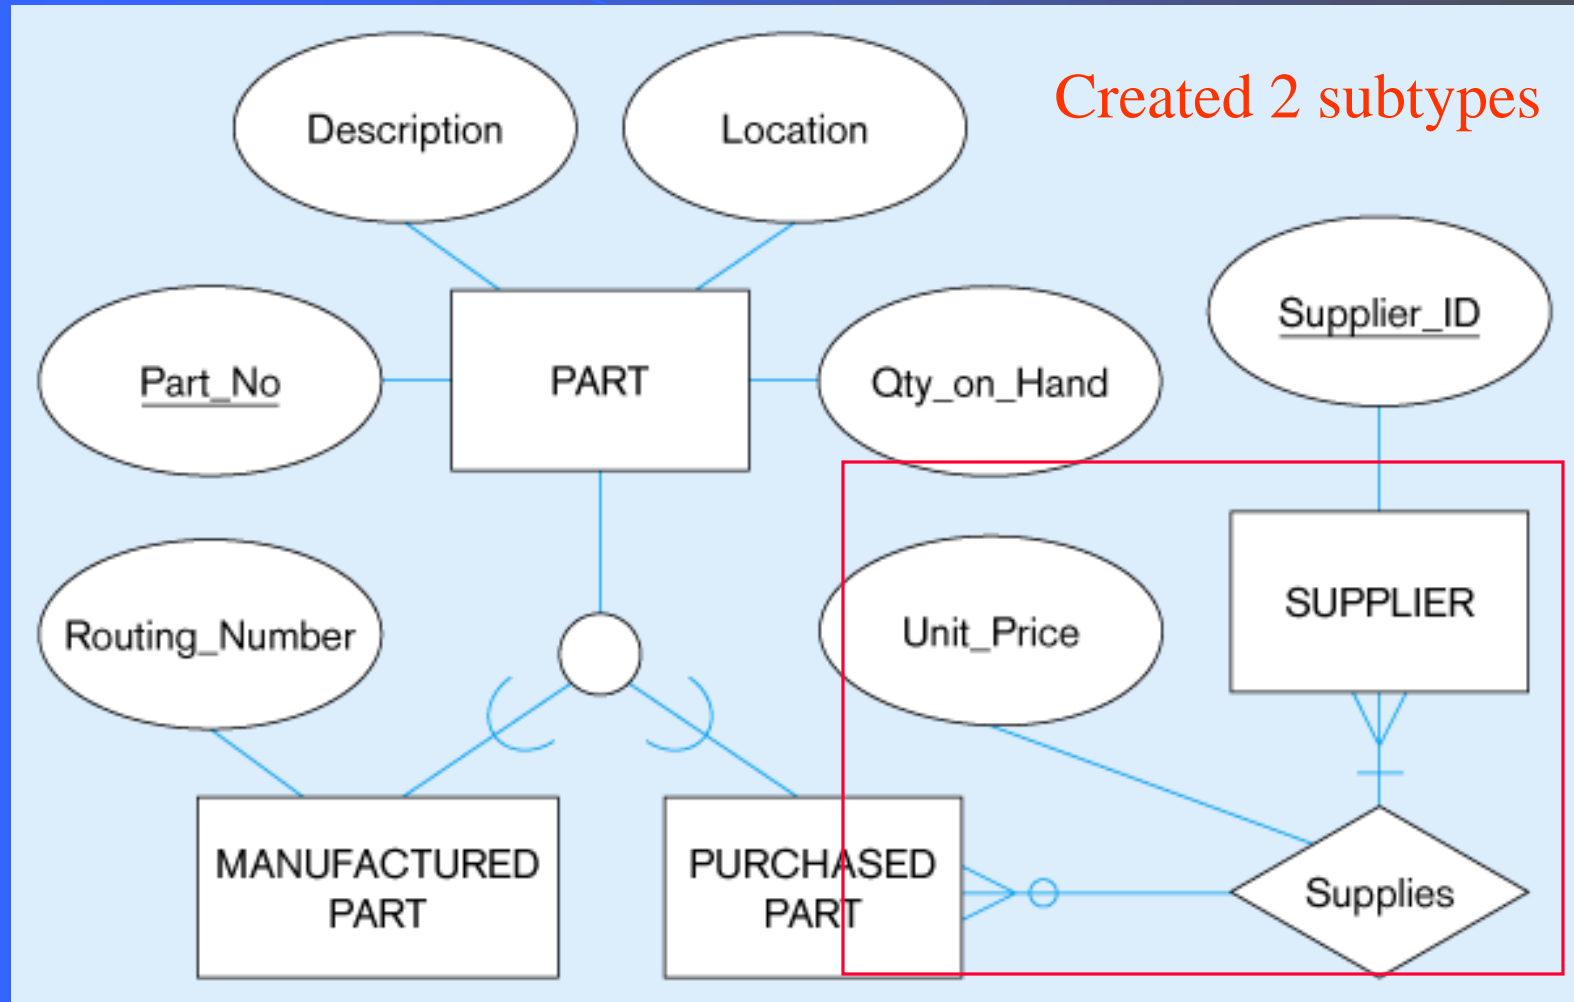 Created 2 subtypes
Description
Location
Supplier_ID
Part_No
PART
Qty_on_Hand
Routing_Number
Unit_Price
SUPPLIER
MANUFACTURED
PART
PURCHASED
PART
Supplies